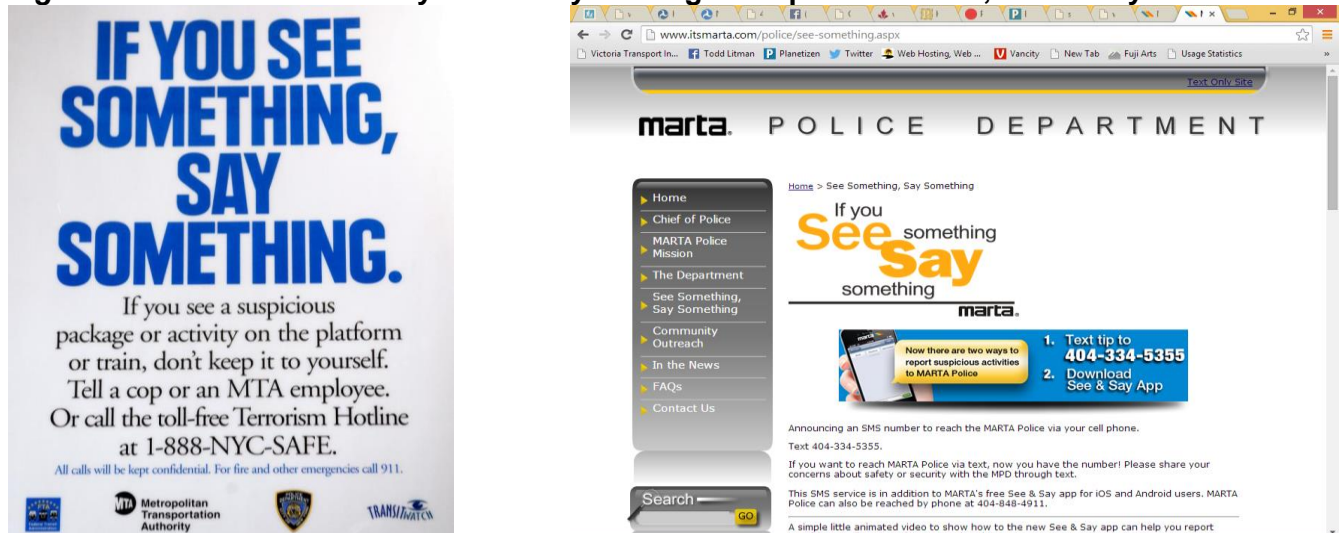 IF YOU SEE
SOMETHING,
SAY
SOMETHING.
If you see a suspicious
package or activity on the platform
or train, don't keep it to yourself.
Tell a cop or an MTA employee.
Or call the toll-free Terrorism Hotline
at 1-888-NYC-SAFE.
All calls will be kept confidential. For fire and other emergencies call 911.
MTA
Metropolitan
Transportation
Authority
TRANSITWATCH
www.itsmarta.com/police/see-something.aspx
Victoria Transport In...
Todd Litman
Planetizen
Twitter
Web Hosting, Web ...
Vancity
New Tab
Fuji Arts
Usage Statistics
Text Only Site
marta. POLICE DEPARTMENT
Home
Chief of Police
MARTA Police
Mission
The Department
See Something,
Say Something
Community
Outreach
In the News
FAQs
Contact Us
Search
GO
Home > See Something, Say Something
If you
See something
Say
something
marta.
Now there are two ways to
report suspicious activities
to MARTA Police
1. Text tip to
404-334-5355
2. Download
See & Say App
Announcing an SMS number to reach the MARTA Police via your cell phone.
Text 404-334-5355.
If you want to reach MARTA Police via text, now you have the number! Please share your
concerns about safety or security with the MPD through text.
This SMS service is in addition to MARTA's free See & Say app for iOS and Android users. MARTA
Police can also be reached by phone at 404-848-4911.
A simple little animated video to show how to the new See & Say app can help you report